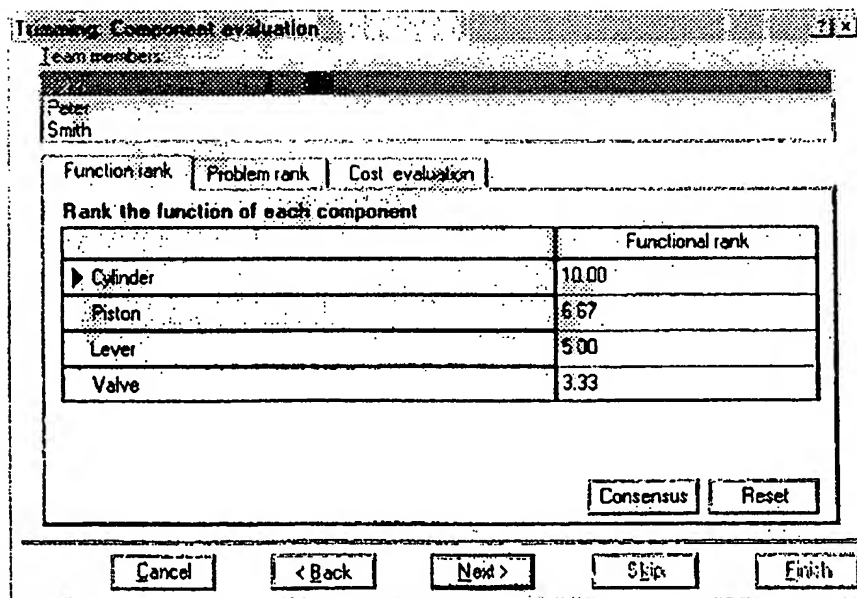 Trimming: Component evaluation ? x
Team members:
Peter
Smith
Function rank Problem rank Cost evaluation
Rank the function of each component
Functional rank
Cylinder 10.00
Piston 6.67
Lever 5.00
Valve 3.33
Consensus Reset
Cancel < Back Next > Skip Finish